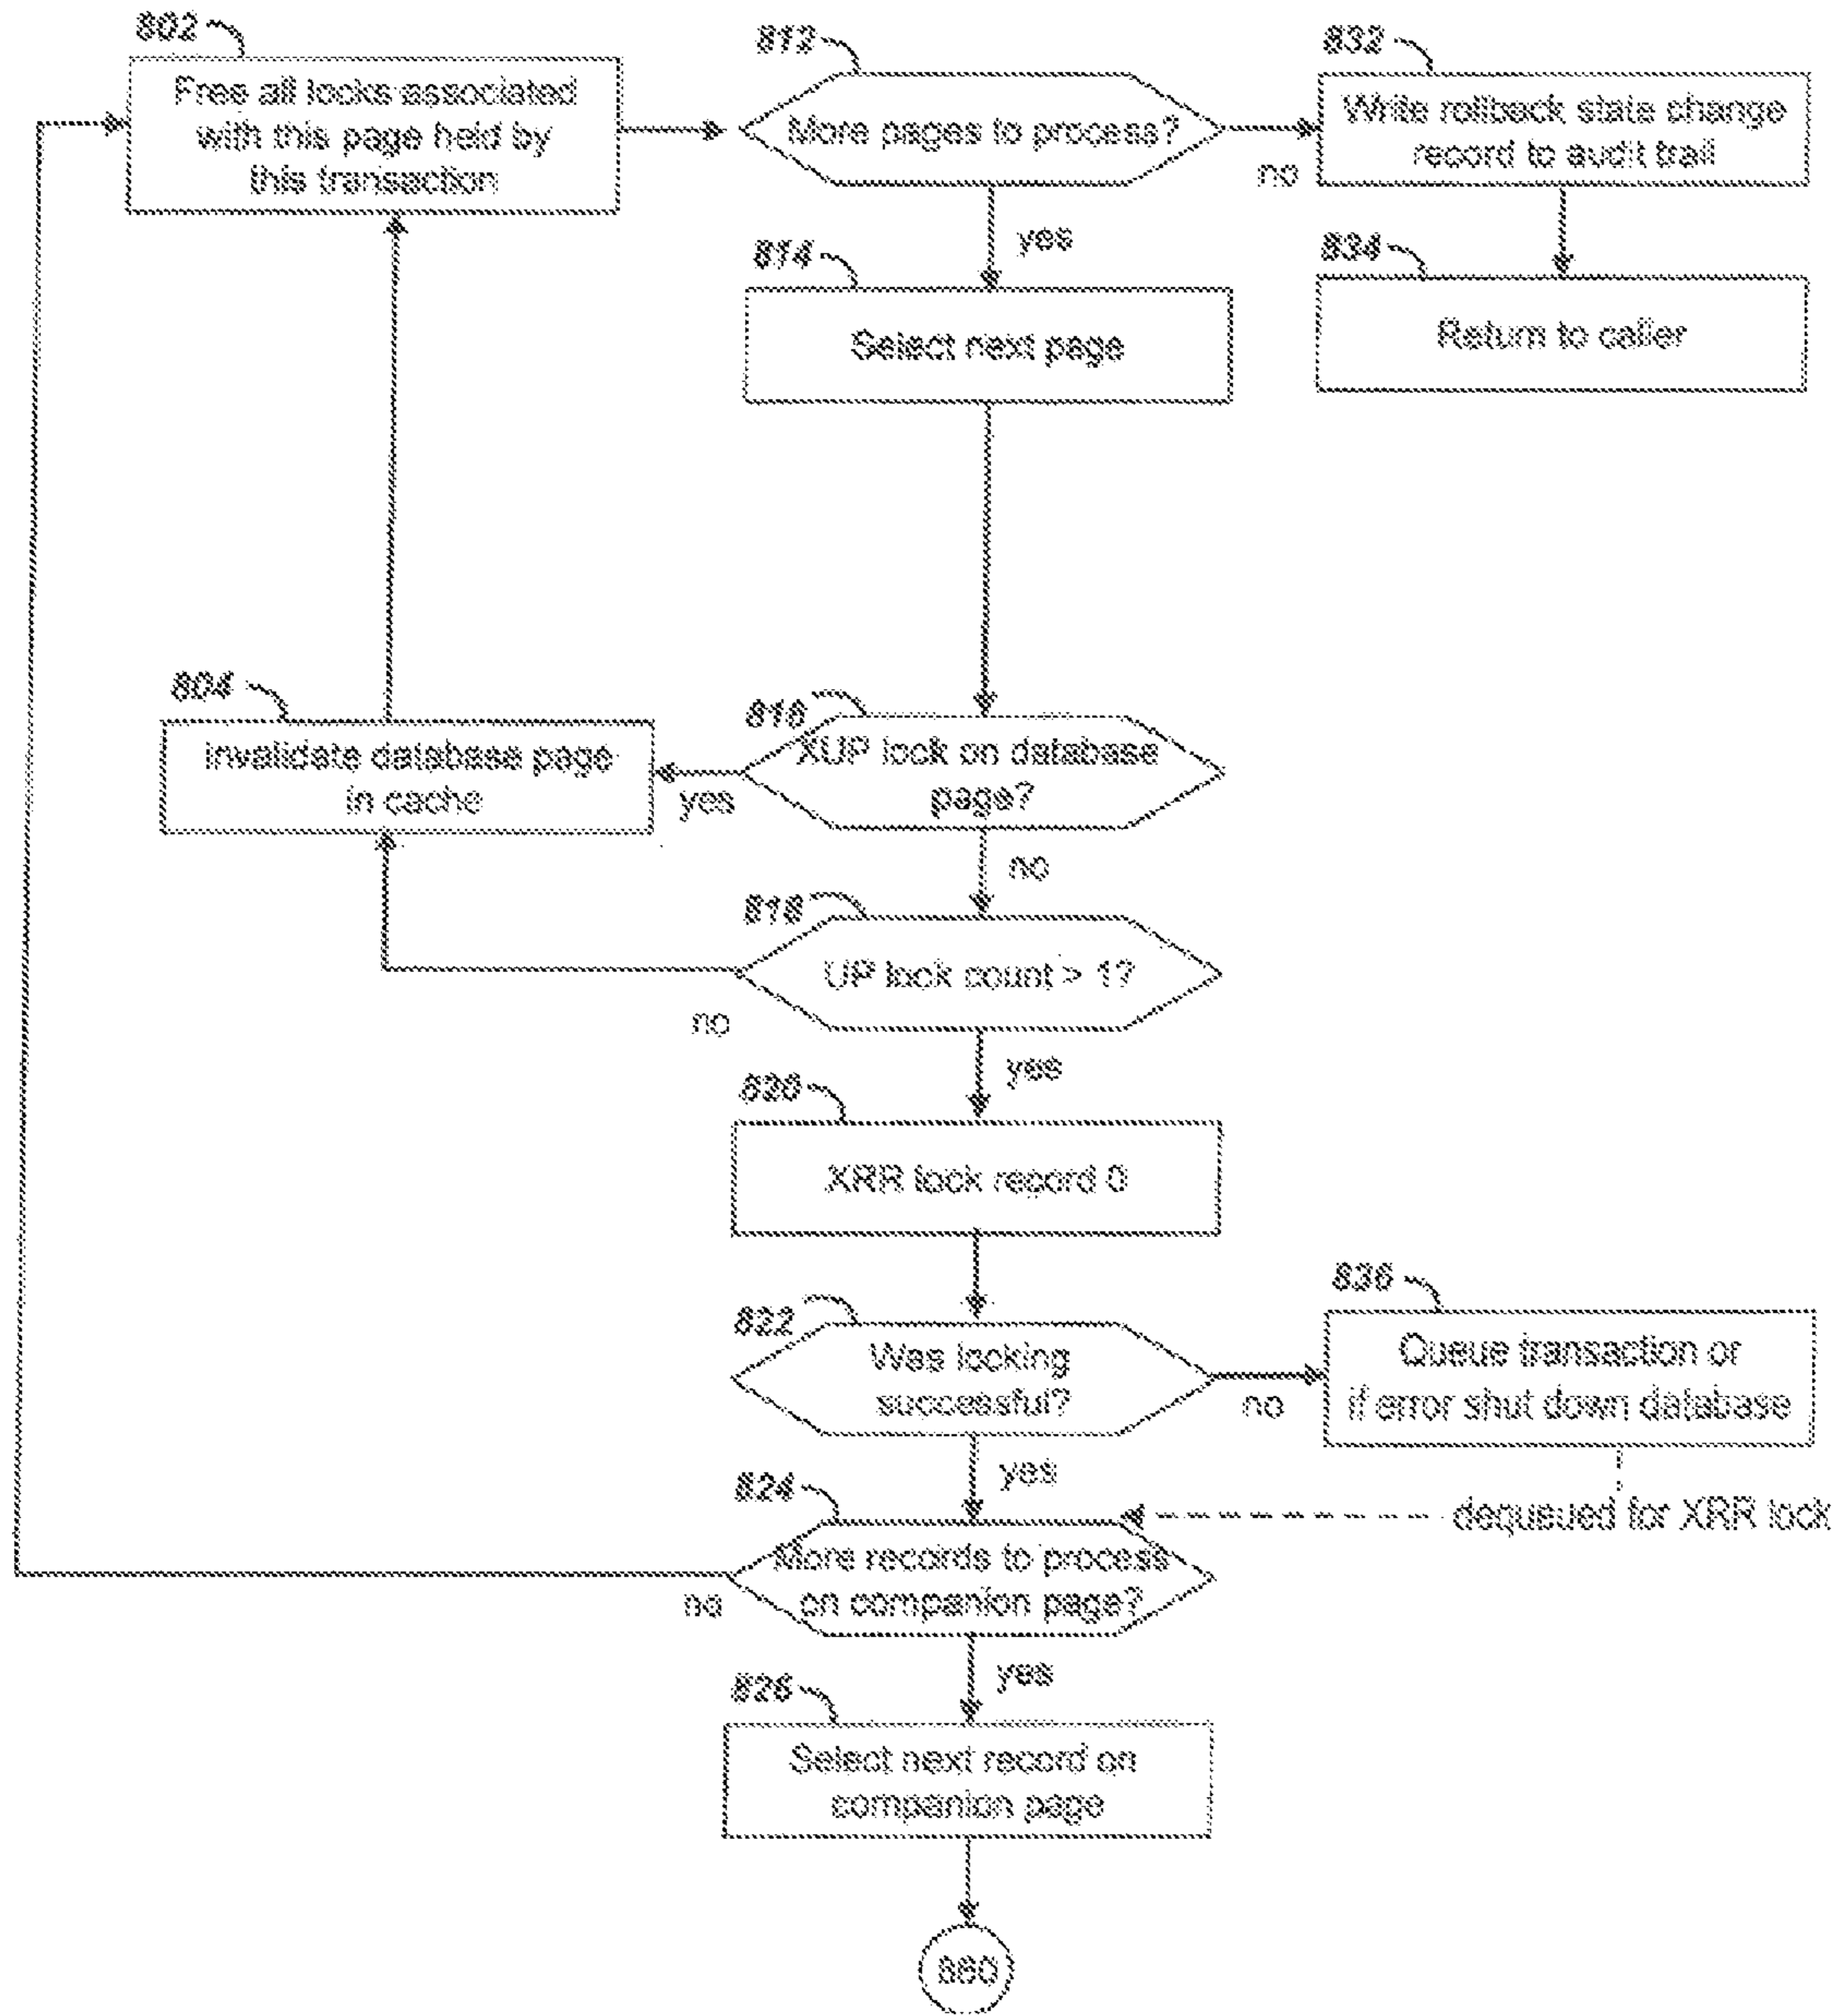 802
Free all locks associated
with this page held by
this transaction
812
More pages to process?
no
yes
832
Write rollback state change
record to audit trail
834
Return to caller
814
Select next page
804
invalidate database page
in cache
816
XUP lock on database
page?
yes
no
818
UP lock count > 1?
no
yes
820
XRR lock record 0
822
Was locking
successful?
no
yes
836
Queue transaction or
if error shut down database
dequeued for XRR lock
824
More records to process
on companion page?
no
yes
826
Select next record on
companion page
860